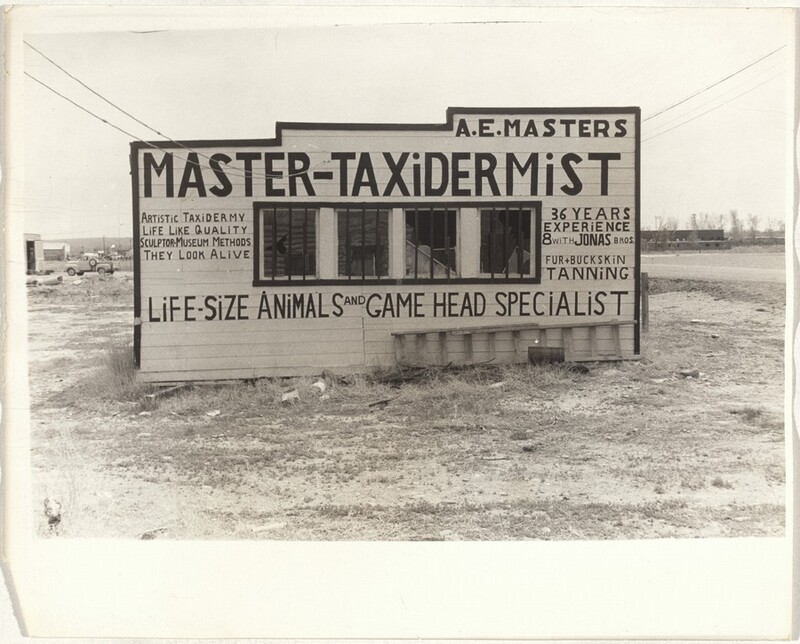 A.E.MASTERS
MASTER-TAXiDERMiST
ARTISTIC TAXIDERMY
LIFE LIKE QUALITY
SCULPTOR-MUSEUM METHODS
THEY LOOK ALIVE
36 YEARS
EXPERIENCE
8 WITH JONAS BROS.
FUR+BUCKSKIN
TANNING
LiFE-SiZE ANiMALS AND GAME HEAD SPECiALiST